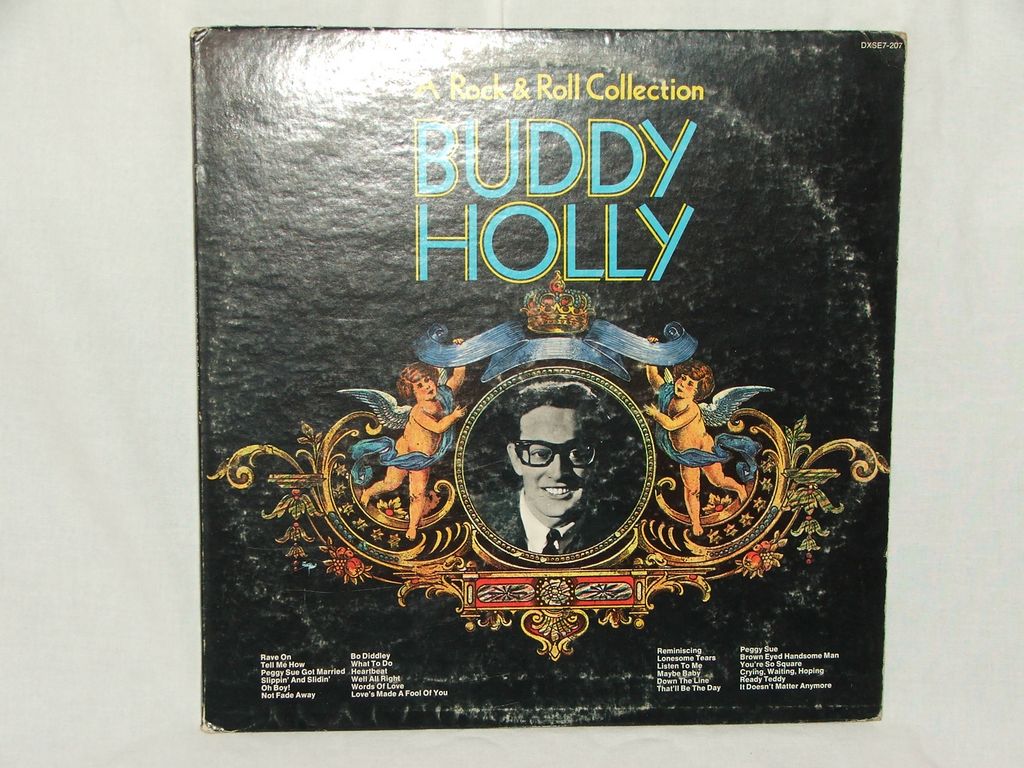 DXSE7-207
A Rock & Roll Collection
BUDDY
HOLLY
Rave On
Tell Me How
Peggy Sue Got Married
Slippin' And Slidin'
Oh Boy!
Not Fade Away
Bo Diddley
What To Do
Heartbeat
Well All Right
Words Of Love
Love's Made A Fool Of You
Reminiscing
Lonesome Tears
Listen To Me
Maybe Baby
Down The Line
That'll Be The Day
Peggy Sue
Brown Eyed Handsome Man
You're So Square
Crying, Waiting, Hoping
Ready Teddy
It Doesn't Matter Anymore